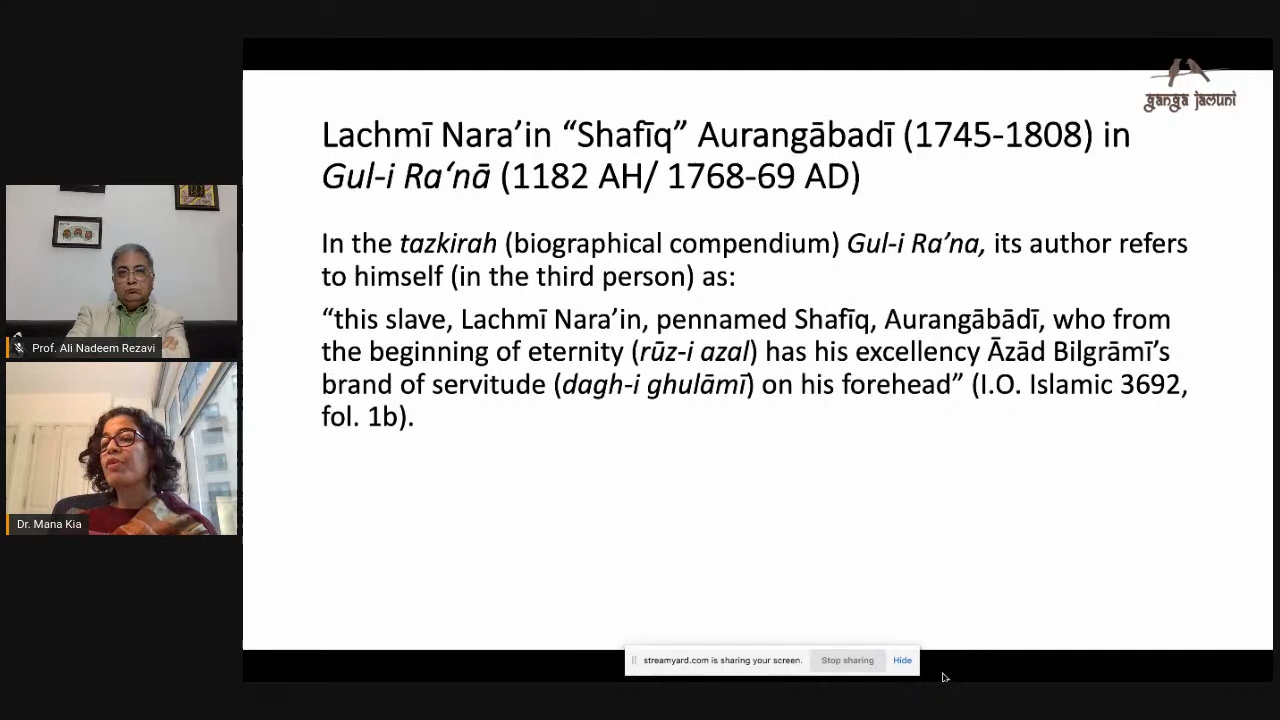 ganga jamuni
Lachmī Nara’in “Shafīq” Aurangābadī (1745-1808) in
Gul-i Ra‘nā (1182 AH/ 1768-69 AD)
In the tazkirah (biographical compendium) Gul-i Ra’na, its author refers
to himself (in the third person) as:
“this slave, Lachmī Nara’in, pennamed Shafīq, Aurangābādī, who from
the beginning of eternity (rūz-i azal) has his excellency Āzād Bilgrāmī’s
brand of servitude (dagh-i ghulāmī) on his forehead” (I.O. Islamic 3692,
fol. 1b).
Prof. Ali Nadeem Rezavi
Dr. Mana Kia
streamyard.com is sharing your screen. Stop sharing Hide